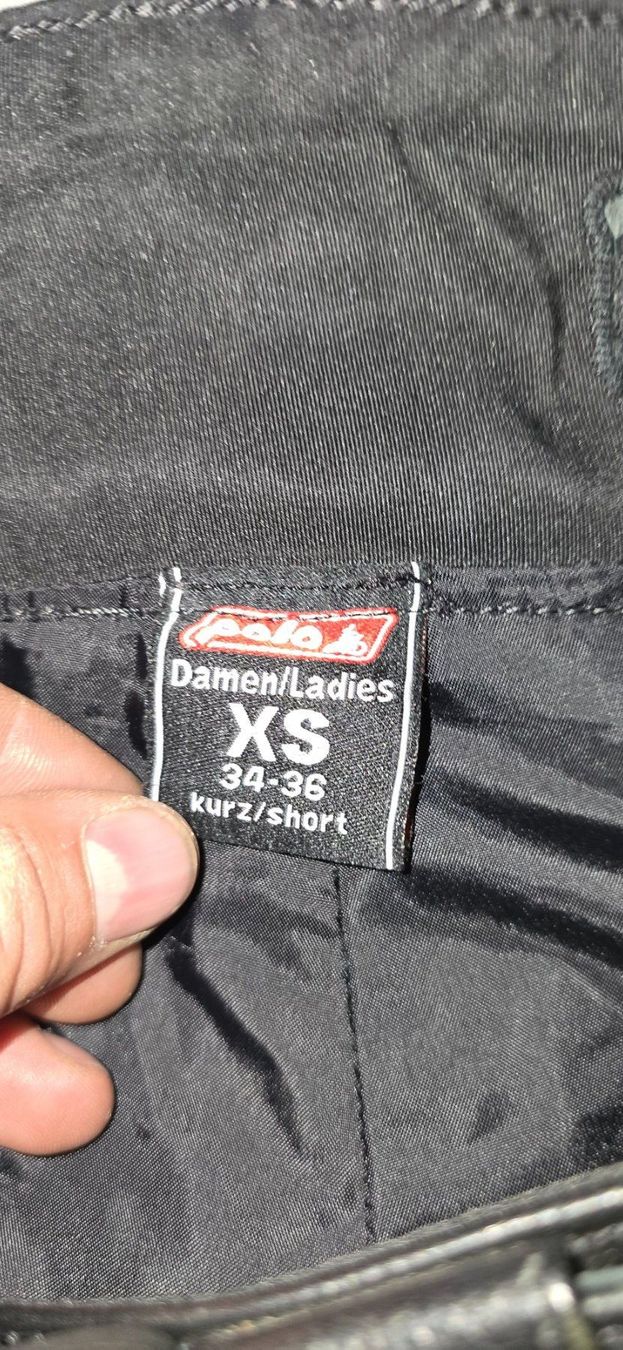 polo
Damen/Ladies
XS
34-36
kurz/short